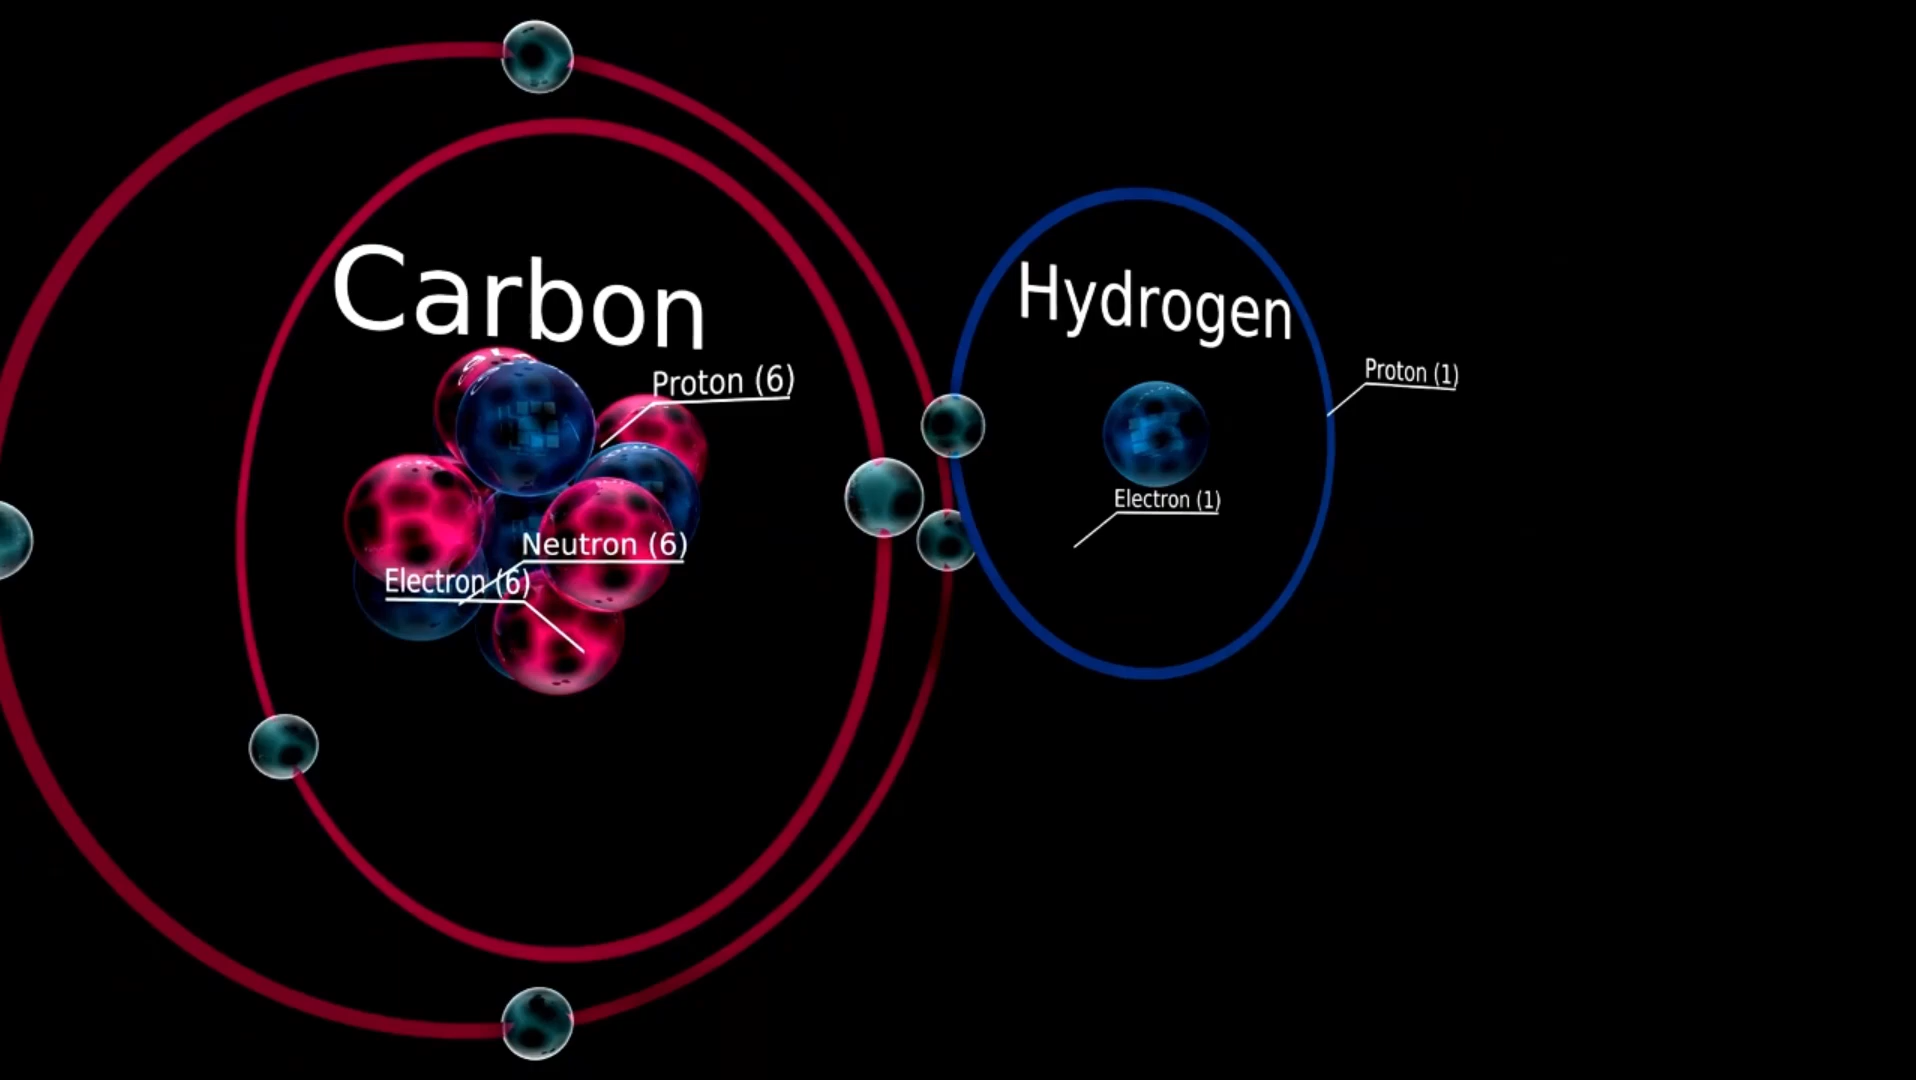 Carbon
Proton (6)
Neutron (6)
Electron (6)
Hydrogen
Proton (1)
Electron (1)